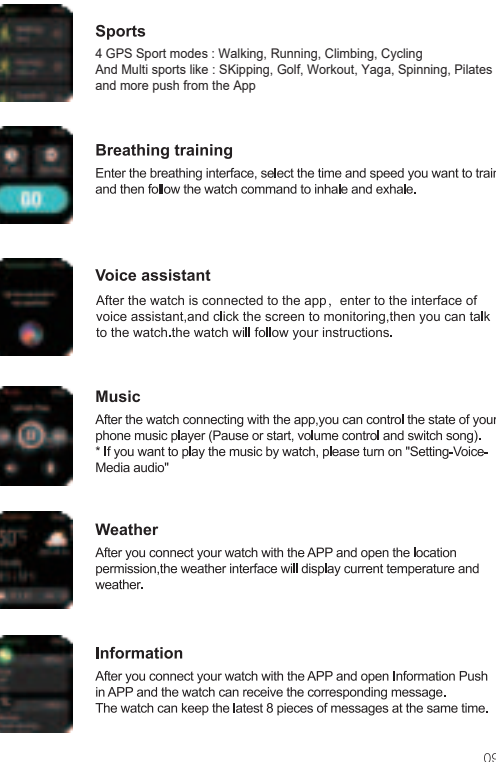 Sports
4 GPS Sport modes : Walking, Running, Climbing, Cycling
And Multi sports like : SKipping, Golf, Workout, Yaga, Spinning, Pilates
and more push from the App
Breathing training
Enter the breathing interface, select the time and speed you want to train
and then follow the watch command to inhale and exhale.
GO
Voice assistant
After the watch is connected to the app，enter to the interface of
voice assistant,and click the screen to monitoring,then you can talk
to the watch.the watch will follow your instructions.
Music
After the watch connecting with the app,you can control the state of your
phone music player (Pause or start, volume control and switch song).
* If you want to play the music by watch, please turn on "Setting-Voice-
Media audio"
Weather
After you connect your watch with the APP and open the location
permission,the weather interface will display current temperature and
weather.
Information
After you connect your watch with the APP and open Information Push
in APP and the watch can receive the corresponding message.
The watch can keep the latest 8 pieces of messages at the same time.
09